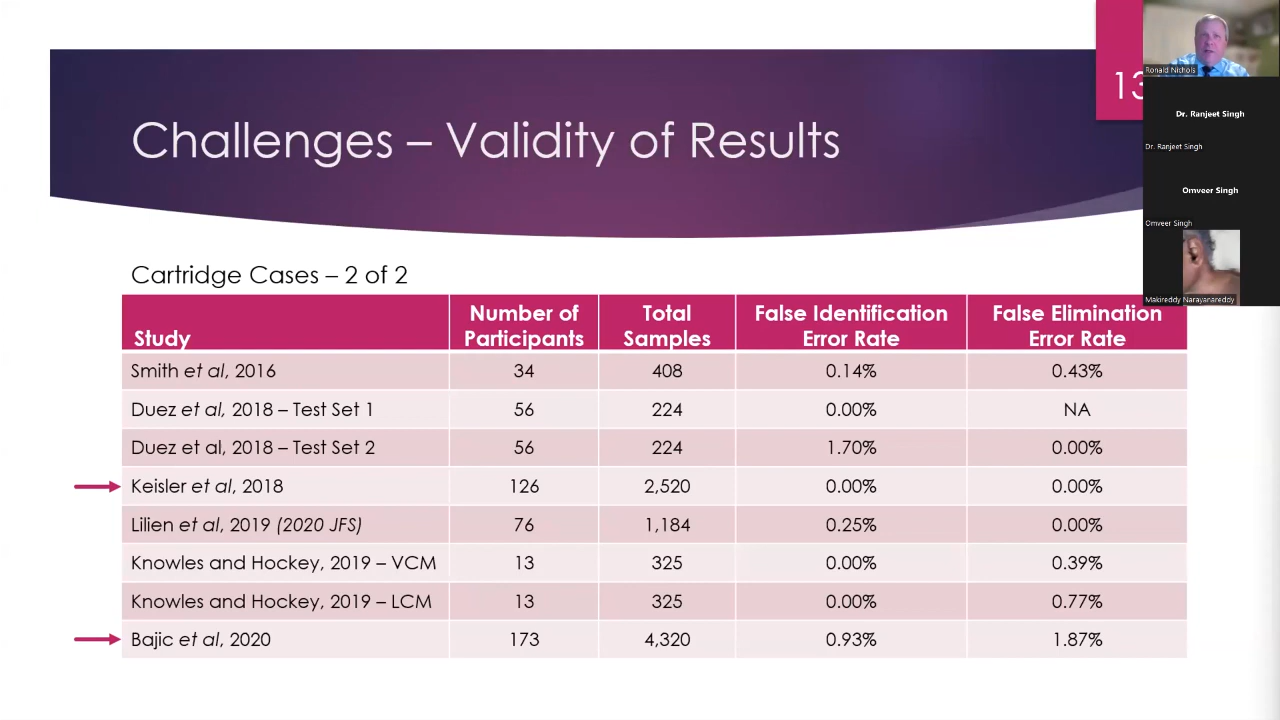 Challenges – Validity of Results
13
Ronald Nichols
Dr. Ranjeet Singh
Dr. Ranjeet Singh
Omveer Singh
Omveer Singh
Makireddy Narayanareddy
Cartridge Cases – 2 of 2
Study Number of Participants Total Samples False Identification Error Rate False Elimination Error Rate
Smith et al, 2016 34 408 0.14% 0.43%
Duez et al, 2018 – Test Set 1 56 224 0.00% NA
Duez et al, 2018 – Test Set 2 56 224 1.70% 0.00%
Keisler et al, 2018 126 2,520 0.00% 0.00%
Lilien et al, 2019 (2020 JFS) 76 1,184 0.25% 0.00%
Knowles and Hockey, 2019 – VCM 13 325 0.00% 0.39%
Knowles and Hockey, 2019 – LCM 13 325 0.00% 0.77%
Bajic et al, 2020 173 4,320 0.93% 1.87%